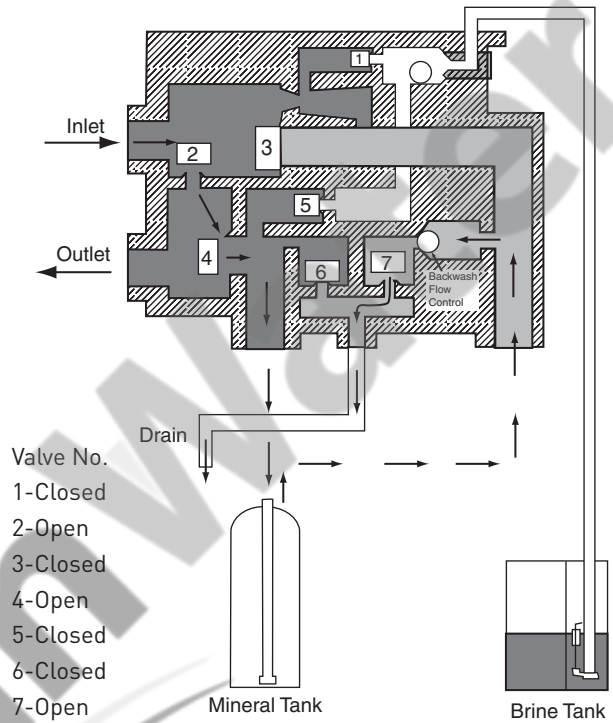 1
Inlet
2
3
5
Outlet
4
6
7
Backwash
Flow
Control
Drain
Valve No.
1-Closed
2-Open
3-Closed
4-Open
5-Closed
6-Closed
7-Open
Mineral Tank
Brine Tank